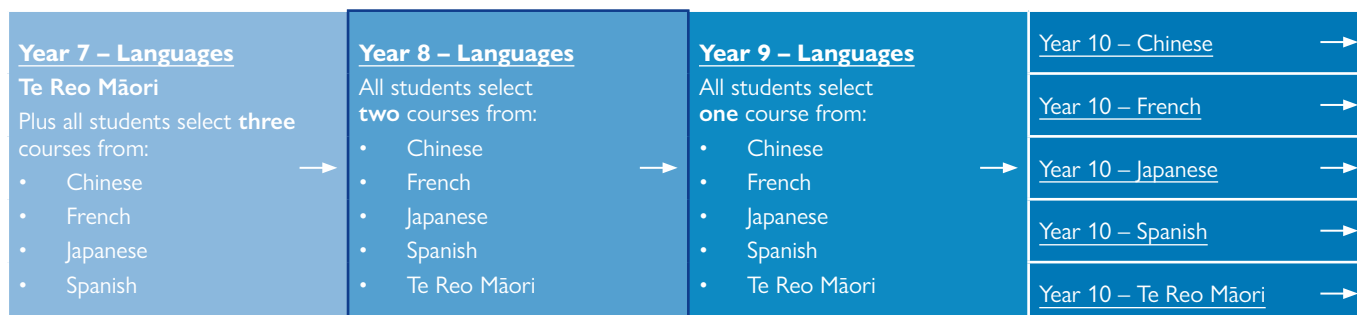 Year 7 – Languages
Te Reo Māori
Plus all students select three
courses from:
• Chinese
• French
• Japanese
• Spanish
Year 8 – Languages
All students select
two courses from:
• Chinese
• French
• Japanese
• Spanish
• Te Reo Māori
Year 9 – Languages
All students select
one course from:
• Chinese
• French
• Japanese
• Spanish
• Te Reo Māori
Year 10 – Chinese
Year 10 – French
Year 10 – Japanese
Year 10 – Spanish
Year 10 – Te Reo Māori